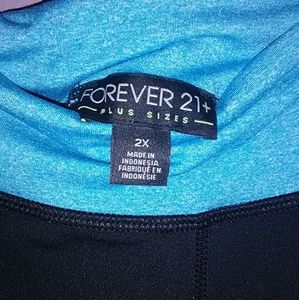 FOREVER 21+
PLUS SIZES
2X
MADE IN
INDONESIA
FABRIQUÉ EN
INDONÉSIE